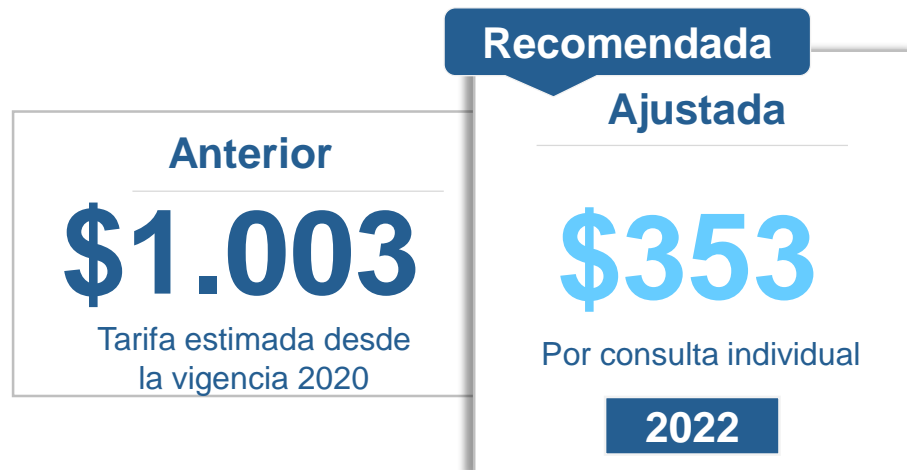 Anterior
$1.003
Tarifa estimada desde
la vigencia 2020
Recomendada
Ajustada
$353
Por consulta individual
2022